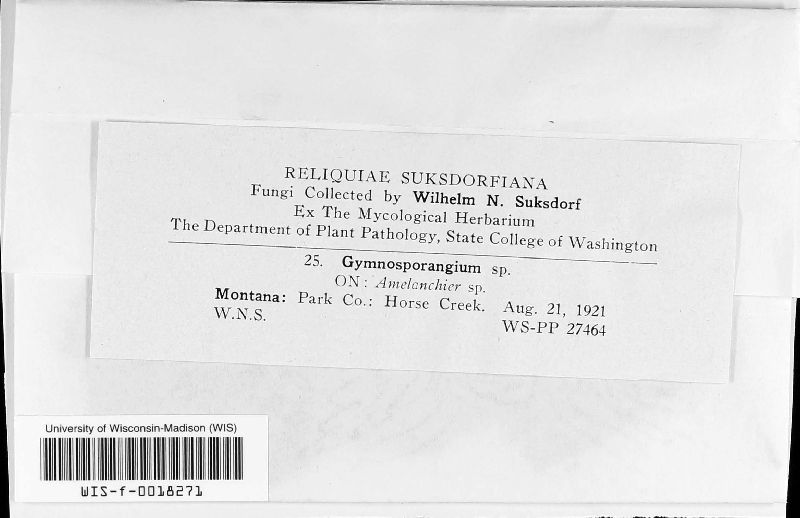 RELIQUIAE SUKSDORFIANA
Fungi Collected by Wilhelm N. Suksdorf
Ex The Mycological Herbarium
The Department of Plant Pathology, State College of Washington
25. Gymnosporangium sp.
ON: Amelanchier sp.
Montana: Park Co.: Horse Creek. Aug. 21, 1921
W.N.S. WS-PP 27464
University of Wisconsin-Madison (WIS)
WIS-f-0018271